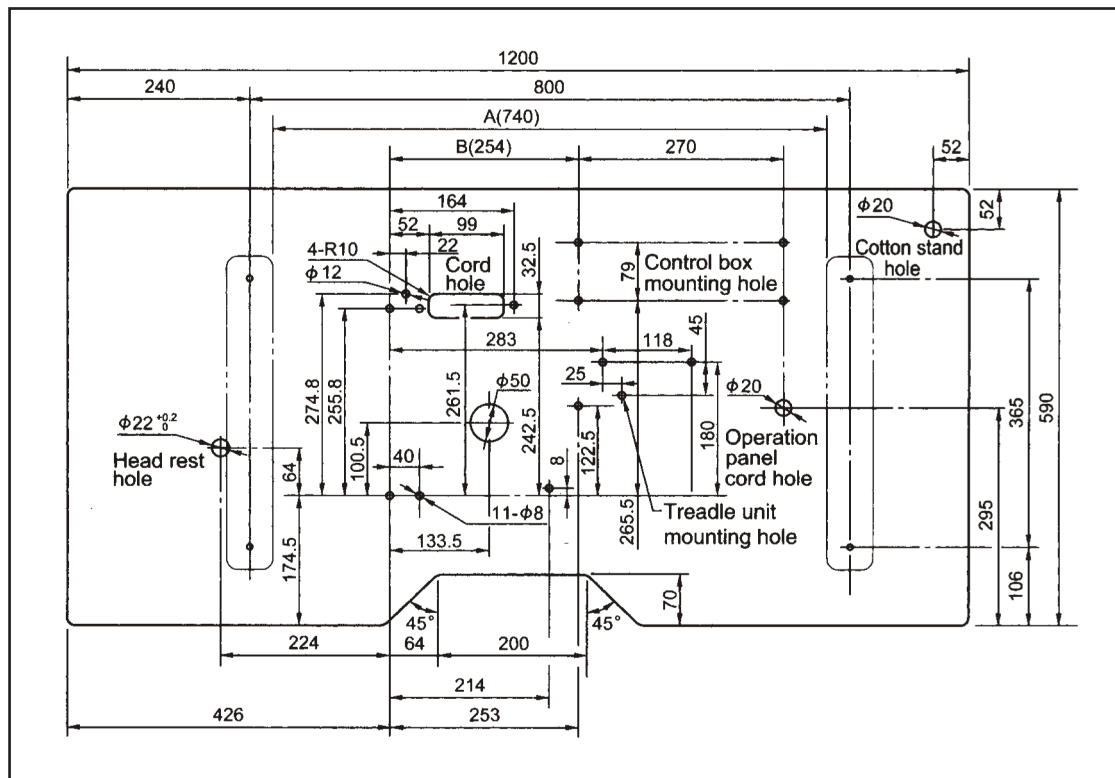 1200
240
800
A(740)
B(254)
270
52
164
52
99
22
4-R10
Cord
hole
32.5
φ12
79
Control box
mounting hole
φ20
52
Cotton stand
hole
283
118
45
25
φ50
φ20
274.8
255.8
261.5
242.5
122.5
180
365
590
φ22 +0.2
0
Head rest
hole
64
100.5
40
8
Operation
panel
cord hole
11-φ8
265.5
Treadle unit
mounting hole
295
133.5
174.5
106
70
45°
45°
224
64
200
214
426
253